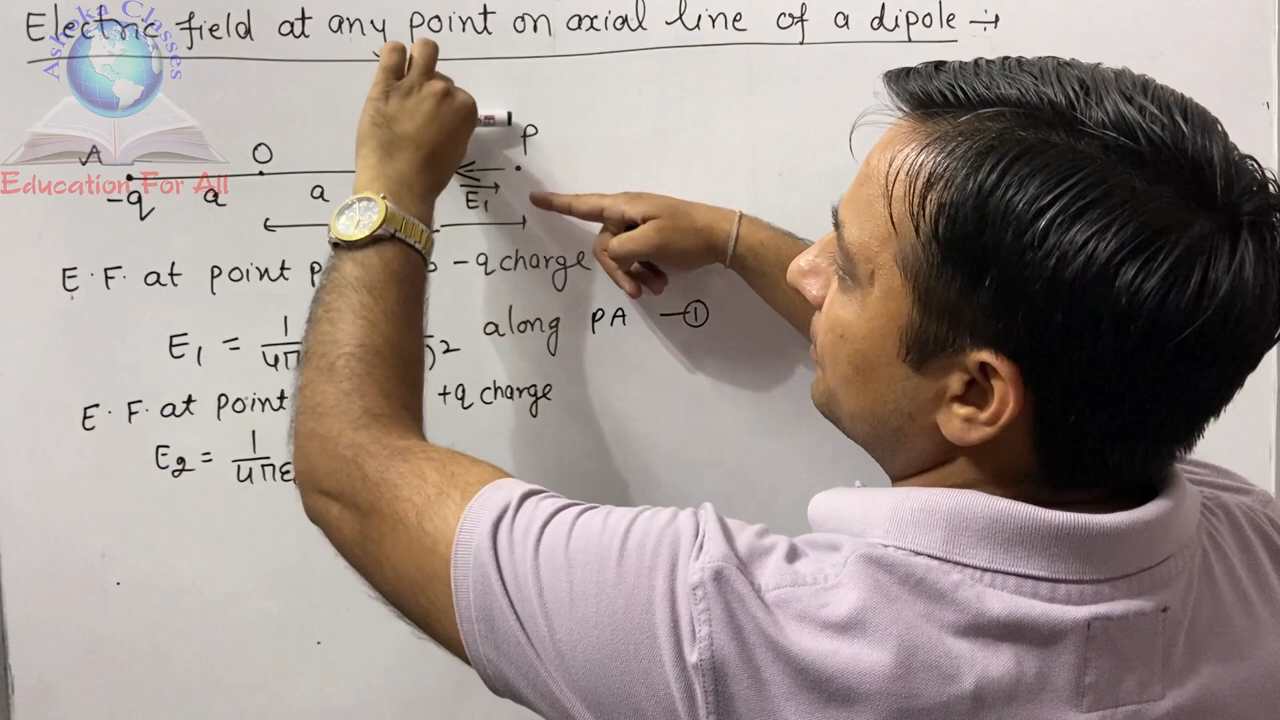 Electric field at any point on axial line of a dipole ÷
Ashoka Classes
Education For All
A O P
-q a a E₁
E.F. at point P -q charge
E₁ = 1/4π )² along PA —①
E.F. at point +q charge
E₂ = 1/4πε